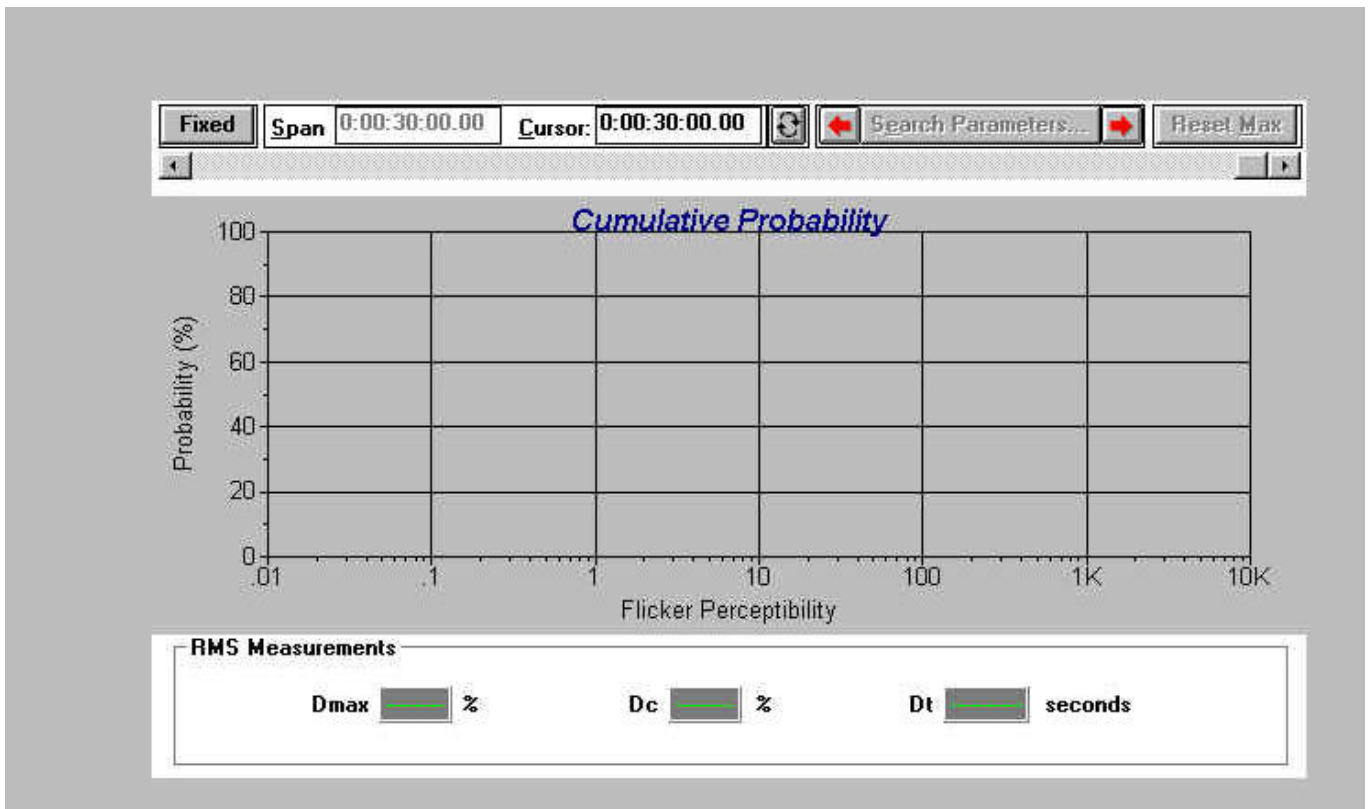 Fixed Span 0:00:30:00.00 Cursor: 0:00:30:00.00 Search Parameters... Reset Max
Cumulative Probability
100
80
60
40
20
0
Probability (%)
.01 .1 1 10 100 1K 10K
Flicker Perceptibility
RMS Measurements
Dmax % Dc % Dt seconds